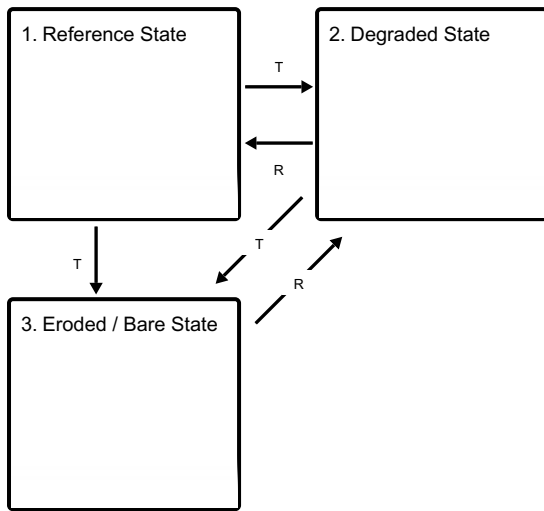 1. Reference State
2. Degraded State
T
R
T
T
R
3. Eroded / Bare State